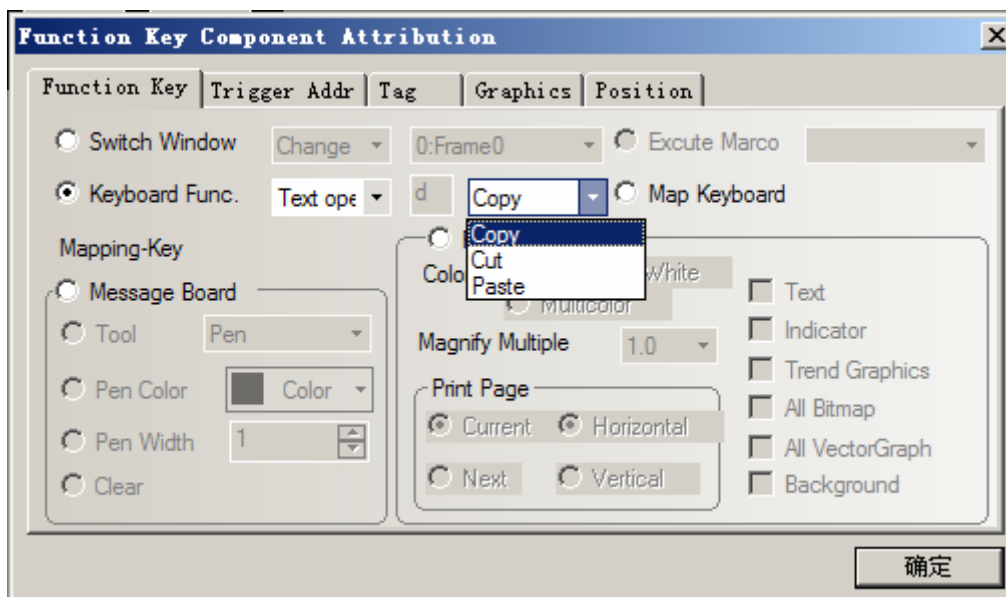 Function Key Component Attribution
Function Key Trigger Addr Tag Graphics Position
Switch Window Change 0:Frame0 Excute Marco
Keyboard Func. Text ope d Copy Map Keyboard
Mapping-Key
Copy
Cut
Paste
Message Board
Tool Pen
Pen Color Color
Pen Width 1
Clear
Colo White
Multicolor
Magnify Multiple 1.0
Print Page
Current Horizontal
Next Vertical
Text
Indicator
Trend Graphics
All Bitmap
All VectorGraph
Background
确定